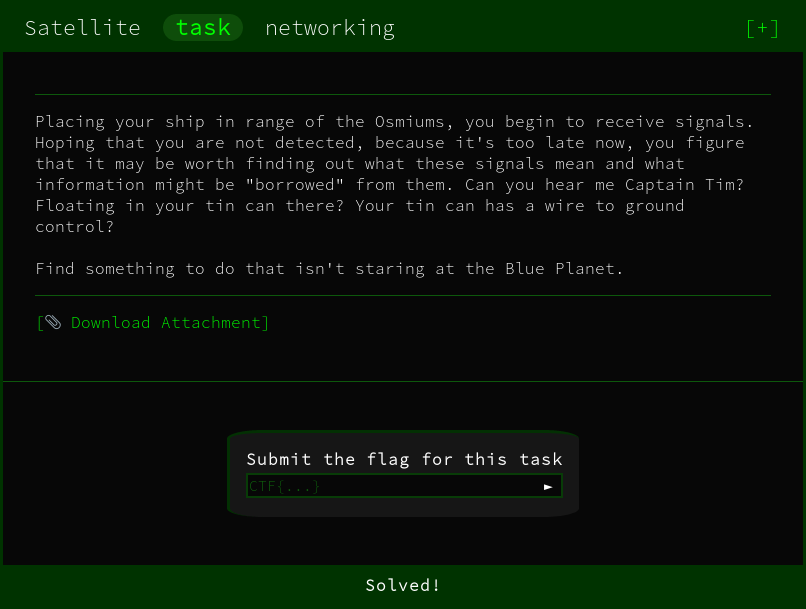 Satellite task networking [+]
Placing your ship in range of the Osmiums, you begin to receive signals.
Hoping that you are not detected, because it's too late now, you figure
that it may be worth finding out what these signals mean and what
information might be "borrowed" from them. Can you hear me Captain Tim?
Floating in your tin can there? Your tin can has a wire to ground
control?
Find something to do that isn't staring at the Blue Planet.
[📎 Download Attachment]
Submit the flag for this task
CTF{...} ►
Solved!